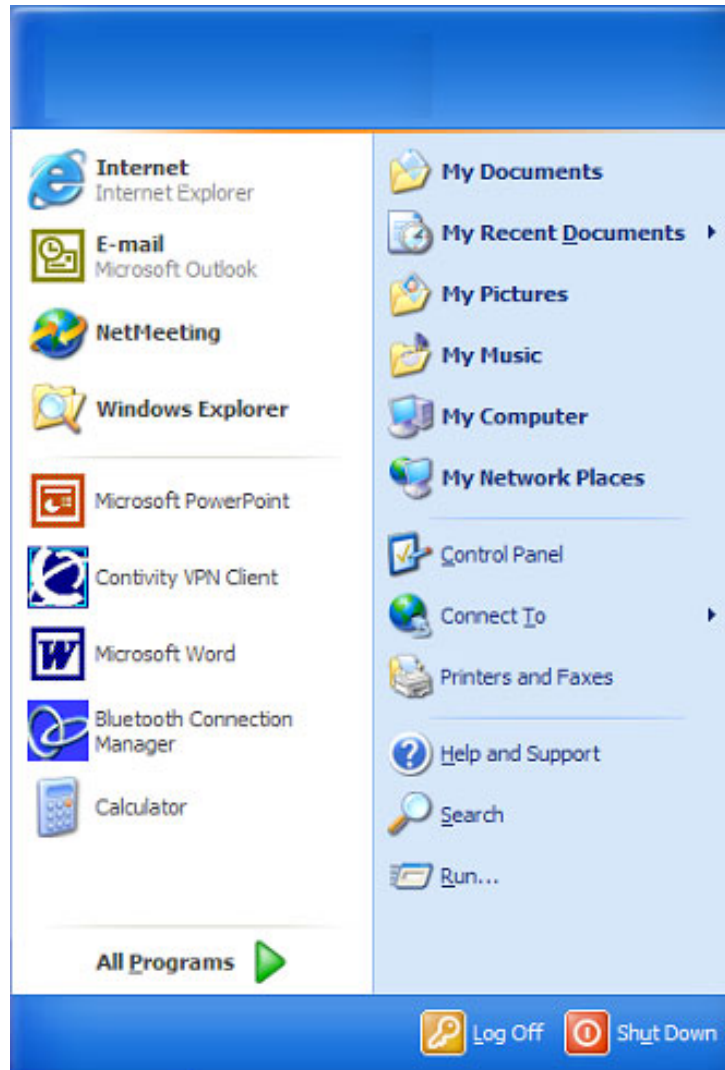 Internet
Internet Explorer
E-mail
Microsoft Outlook
NetMeeting
Windows Explorer
Microsoft PowerPoint
Contivity VPN Client
Microsoft Word
Bluetooth Connection
Manager
Calculator
All Programs
My Documents
My Recent Documents
My Pictures
My Music
My Computer
My Network Places
Control Panel
Connect To
Printers and Faxes
Help and Support
Search
Run...
Log Off
Shut Down